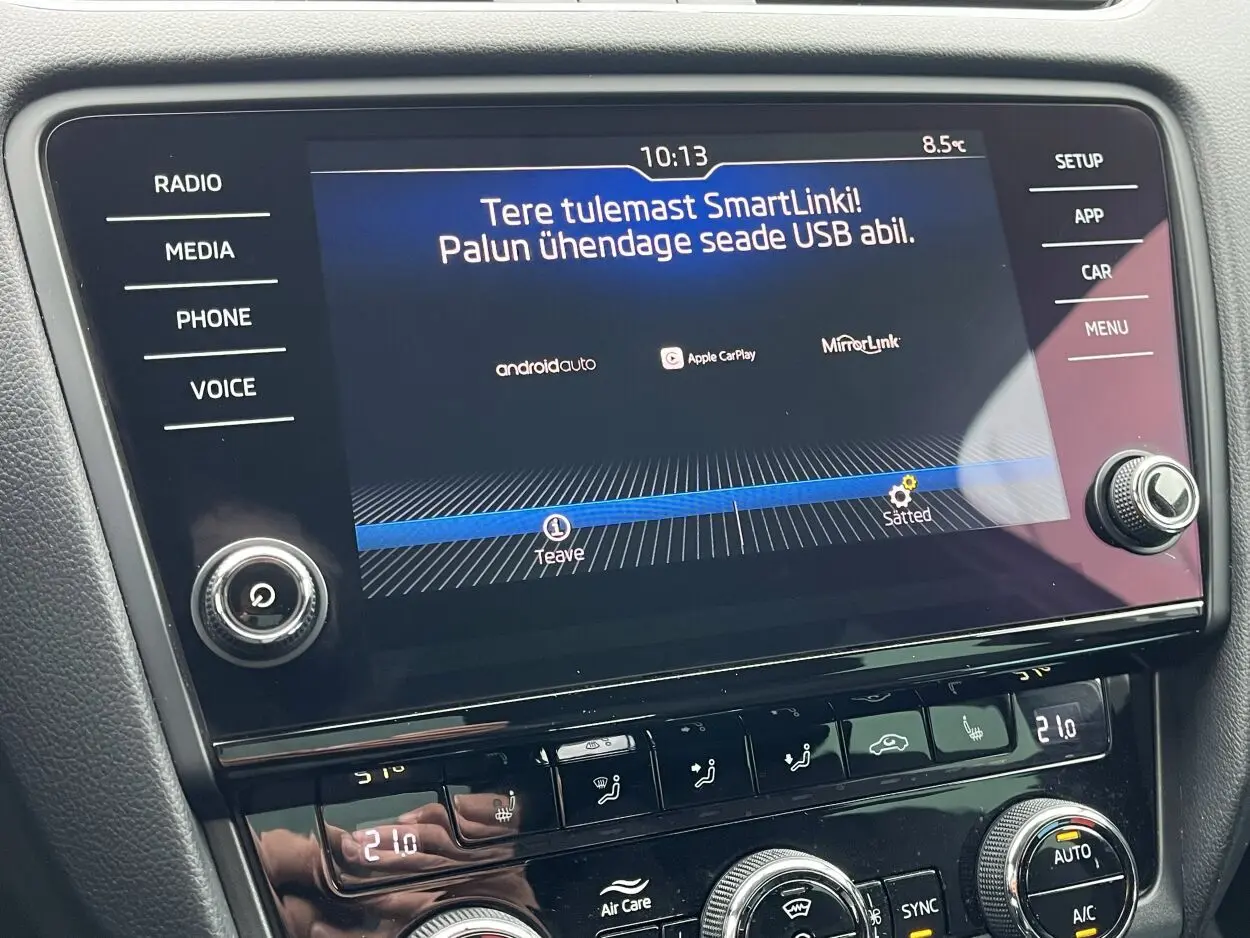 10:13
8.5°C
RADIO
MEDIA
PHONE
VOICE
Tere tulemast SmartLinki!
Palun ühendage seade USB abil.
androidauto
Apple CarPlay
MirrorLink
Teave
Sätted
SETUP
APP
CAR
MENU
21.0
21.0
Air Care
SYNC
AUTO
A/C